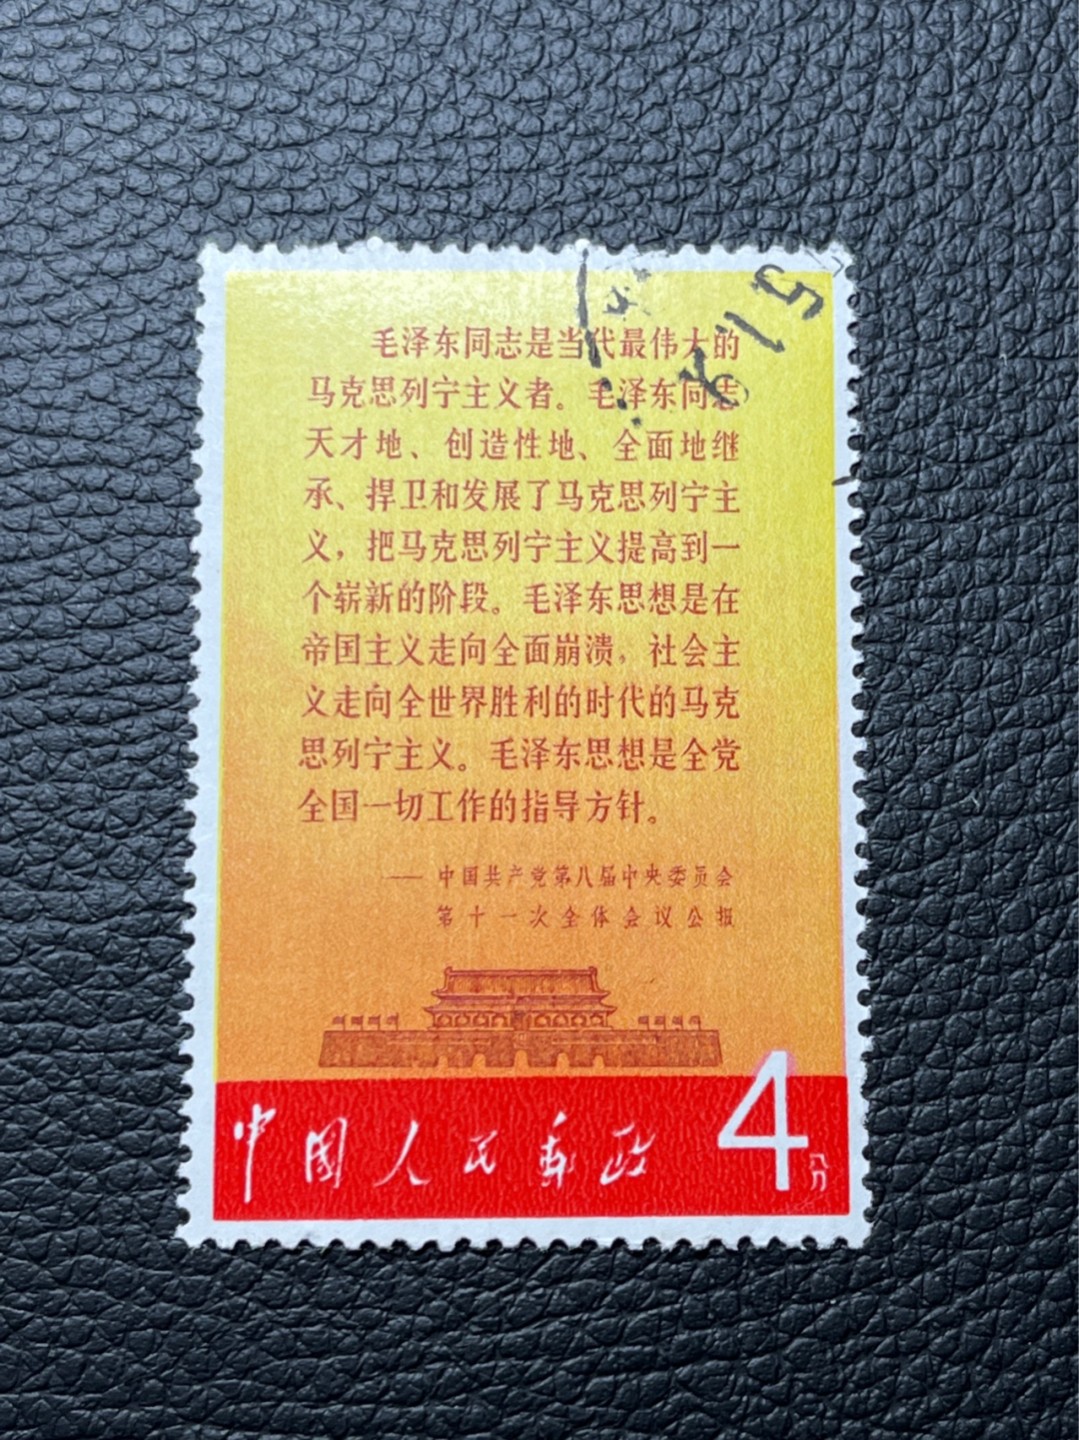 毛泽东同志是当代最伟大的
马克思列宁主义者。毛泽东同志
天才地、创造性地、全面地继
承、捍卫和发展了马克思列宁主
义，把马克思列宁主义提高到一
个崭新的阶段。毛泽东思想是在
帝国主义走向全面崩溃，社会主
义走向全世界胜利的时代的马克
思列宁主义。毛泽东思想是全党
全国一切工作的指导方针。
——中国共产党第八届中央委员会
第十一次全体会议公报
中国人民邮政
4分